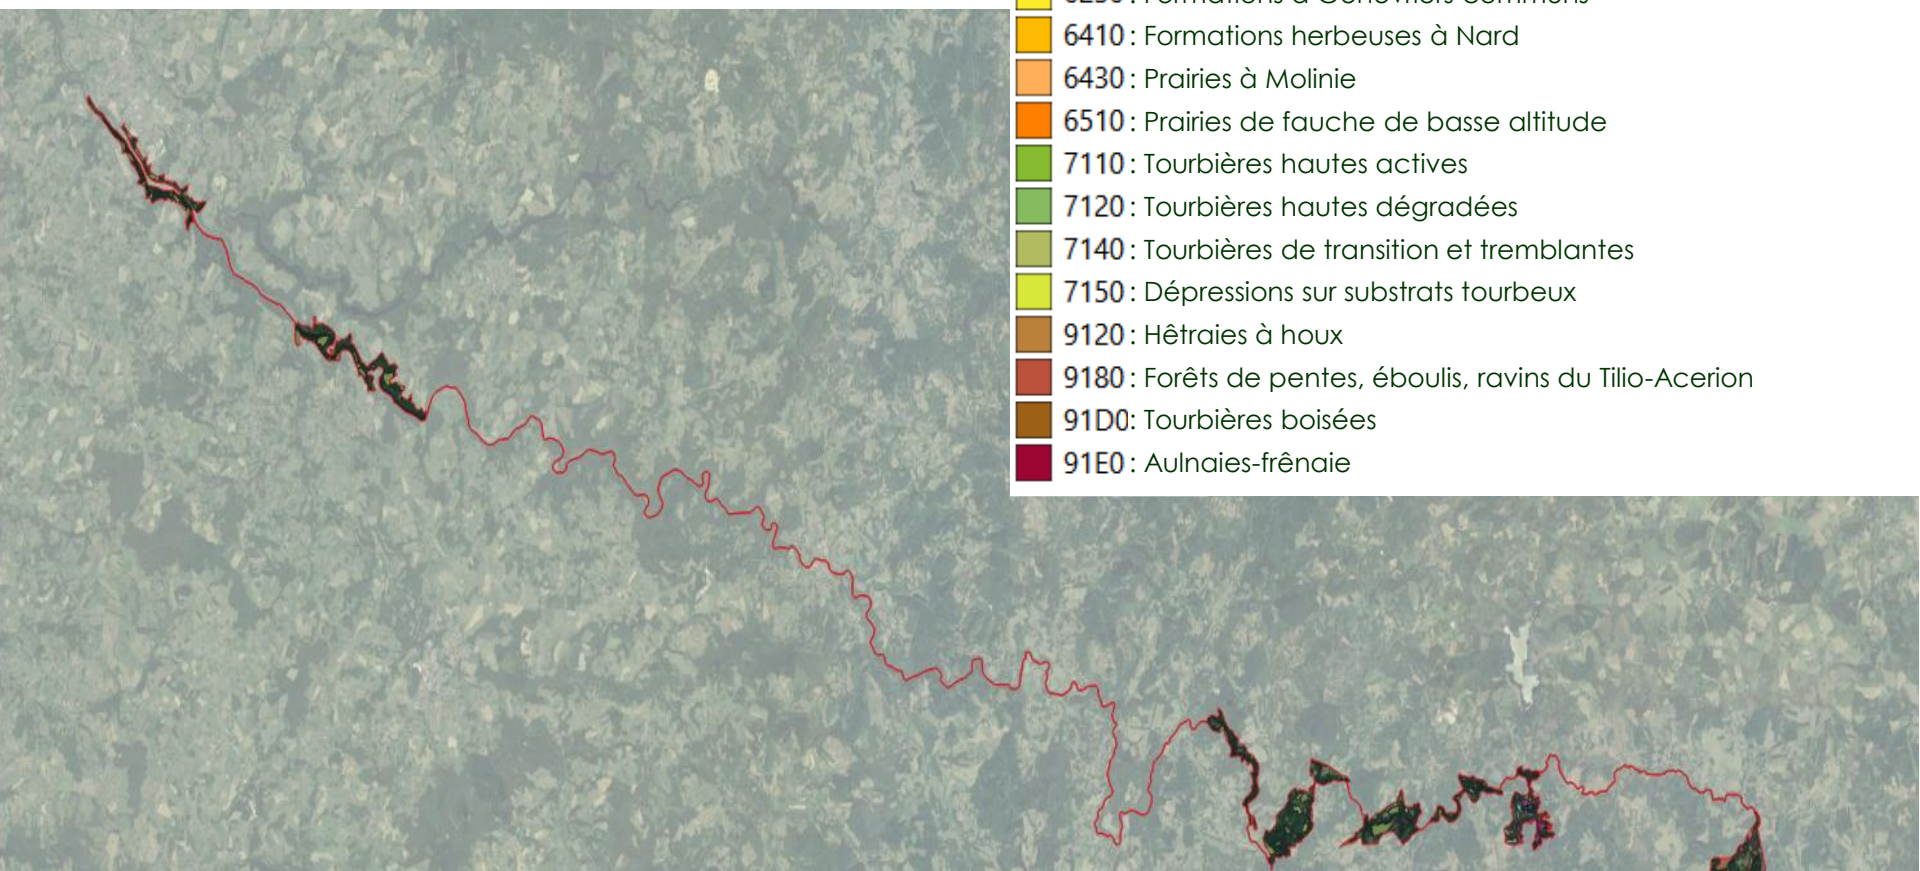 6410 : Formations herbeuses à Nard
6430 : Prairies à Molinie
6510 : Prairies de fauche de basse altitude
7110 : Tourbières hautes actives
7120 : Tourbières hautes dégradées
7140 : Tourbières de transition et tremblantes
7150 : Dépressions sur substrats tourbeux
9120 : Hêtraies à houx
9180 : Forêts de pentes, éboulis, ravins du Tilio-Acerion
91D0: Tourbières boisées
91E0 : Aulnaies-frênaie